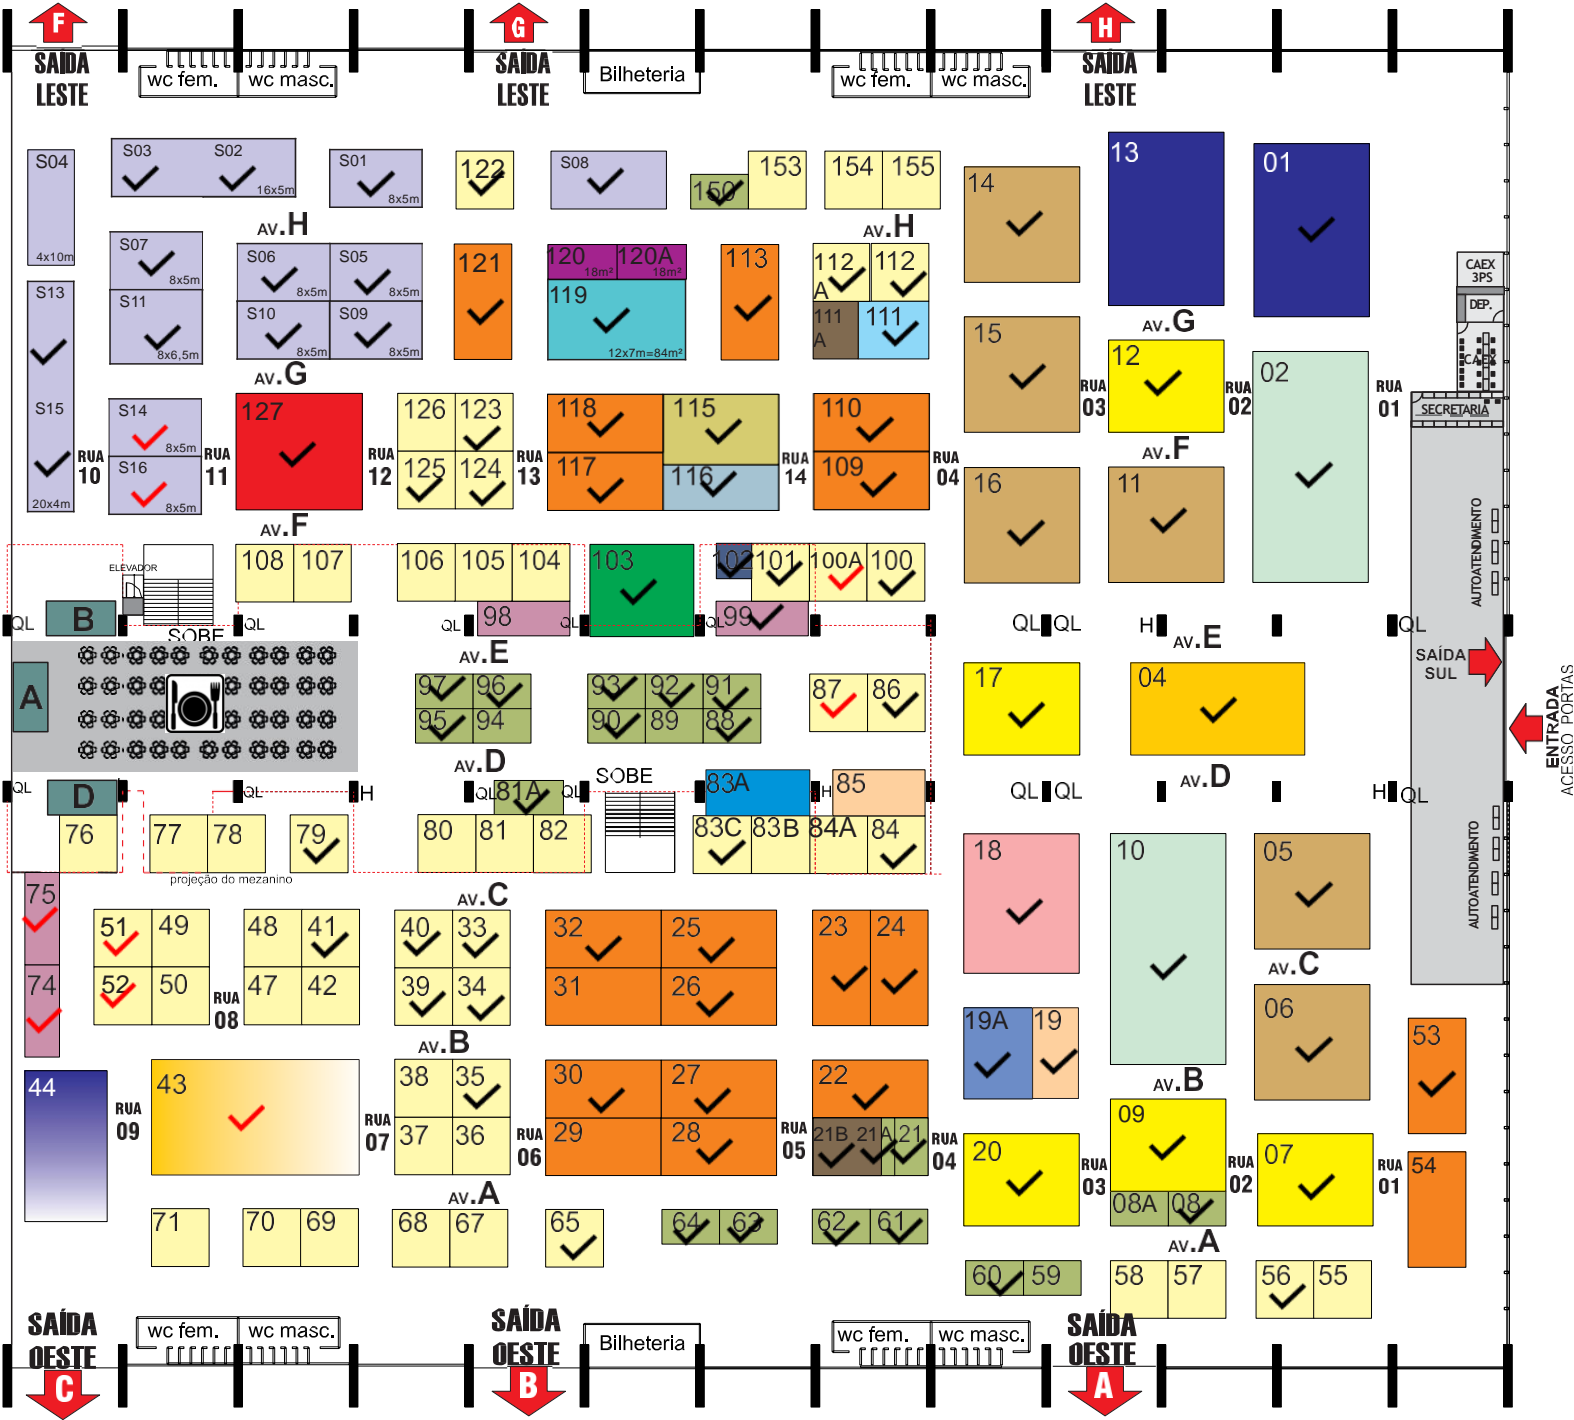 F
G
H
SAÍDA
LESTE
SAÍDA
LESTE
SAÍDA
LESTE
wc fem.
wc masc.
Bilheteria
wc fem.
wc masc.
S04
4x10m
S03
S02
16x5m
S01
8x5m
122
S08
150
153
154
155
14
13
01
AV.H
AV.H
S07
8x5m
S06
8x5m
S05
8x5m
121
120
18m²
120A
18m²
113
112
A
112
S13
S11
8x6,5m
S10
8x5m
S09
8x5m
119
12x7m=84m²
111
A
111
CAEX
3PS
DEP.
CAEX
15
AV.G
12
02
AV.G
RUA
03
RUA
02
RUA
01
SECRETARIA
S15
20x4m
RUA
10
S14
8x5m
S16
8x5m
RUA
11
127
RUA
12
126
123
125
124
RUA
13
118
117
115
116
RUA
14
110
109
RUA
04
16
AV.F
11
AV.F
AUTOATENDIMENTO
ELEVADOR
108
107
106
105
104
103
102
101
100A
100
98
99
QL
B
SOBE
QL
QL
QL
QL
QL
QL
H
QL
AV.E
AV.E
A
97
96
95
94
93
92
91
90
89
88
87
86
17
04
SAÍDA
SUL
ENTRADA
ACESSO PORTAS
AV.D
AV.D
QL
D
QL
H
QL
81A
QL
SOBE
83A
H
85
QL
QL
H
QL
76
77
78
79
80
81
82
83C
83B
84A
84
projeção do mezanino
18
10
05
AUTOATENDIMENTO
75
74
AV.C
AV.C
51
49
52
50
RUA
08
48
41
47
42
40
33
39
34
32
25
31
26
23
24
19A
19
06
53
AV.B
AV.B
44
RUA
09
43
RUA
07
38
35
37
36
RUA
06
30
27
29
28
RUA
05
22
21B
21
A
21
RUA
04
20
RUA
03
09
08A
08
RUA
02
07
RUA
01
54
AV.A
AV.A
71
70
69
68
67
65
64
63
62
61
60
59
58
57
56
55
SAÍDA
OESTE
SAÍDA
OESTE
SAÍDA
OESTE
wc fem.
wc masc.
Bilheteria
wc fem.
wc masc.
C
B
A